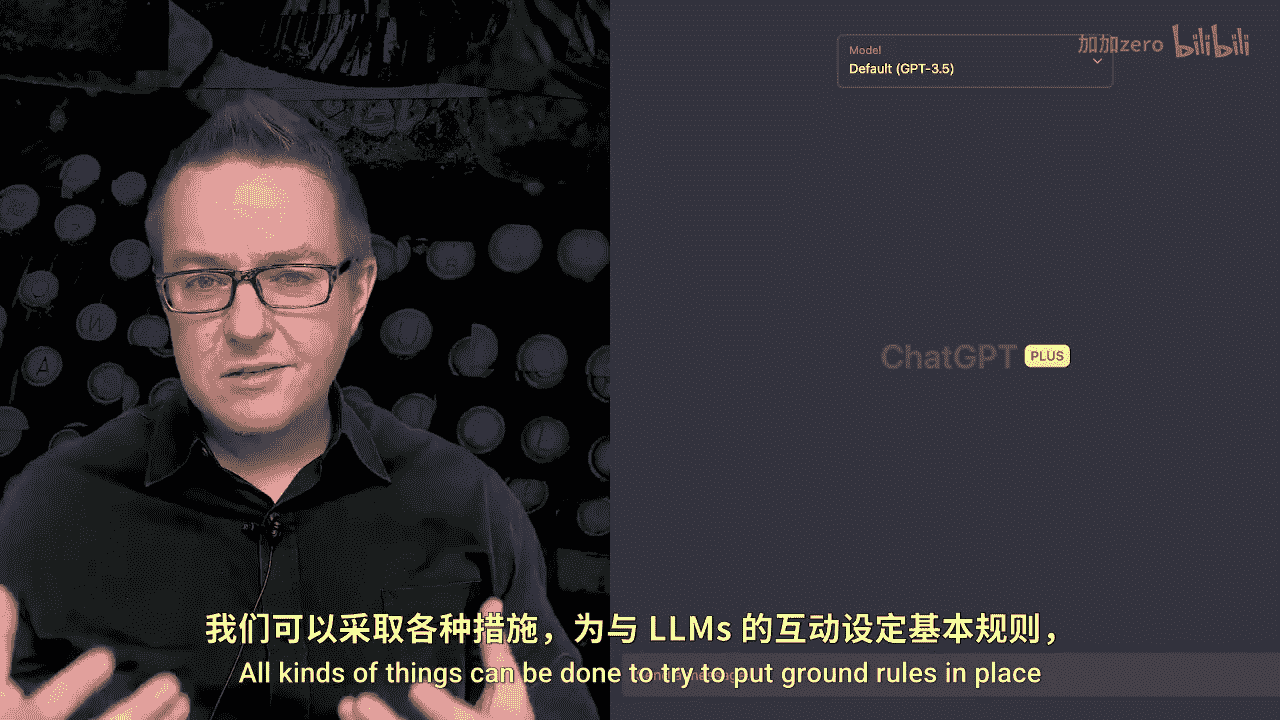 Model
Default (GPT-3.5)
加加zero bilibili
ChatGPT PLUS
我们可以采取各种措施，为与 LLMs 的互动设定基本规则，
All kinds of things can be done to try to put ground rules in place